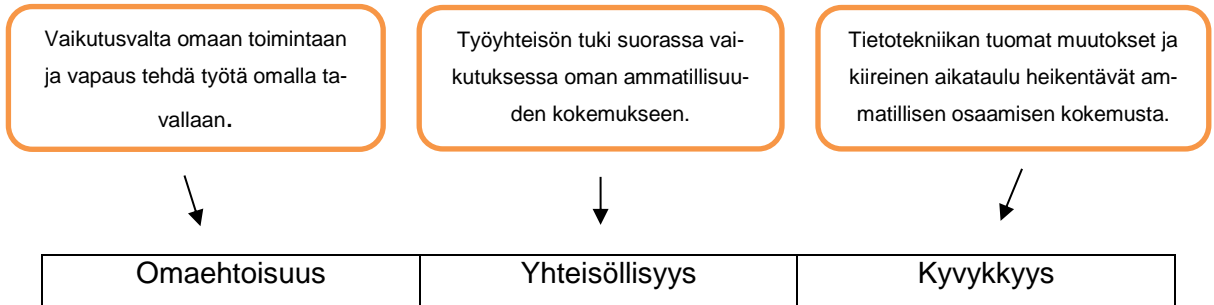 Vaikutusvalta omaan toimintaan
ja vapaus tehdä työtä omalla ta-
vallaan.
Työyhteisön tuki suorassa vai-
kutuksessa oman ammatillisuu-
den kokemukseen.
Tietotekniikan tuomat muutokset ja
kiireinen aikataulu heikentävät am-
matillisen osaamisen kokemusta.
Omaehtoisuus
Yhteisöllisyys
Kyvykkyys